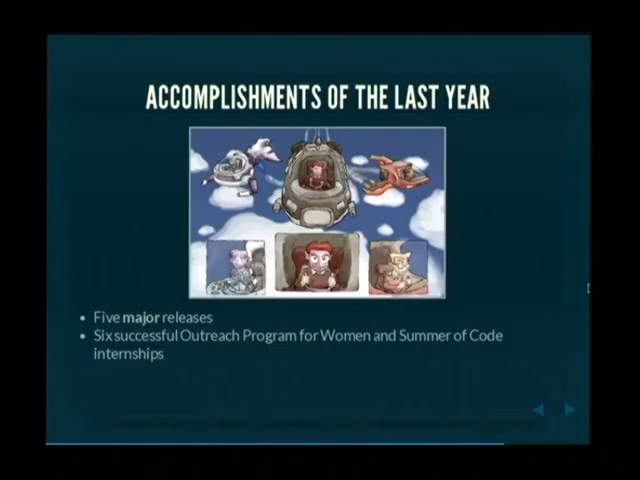 ACCOMPLISHMENTS OF THE LAST YEAR
Five major releases
Six successful Outreach Program for Women and Summer of Code
internships